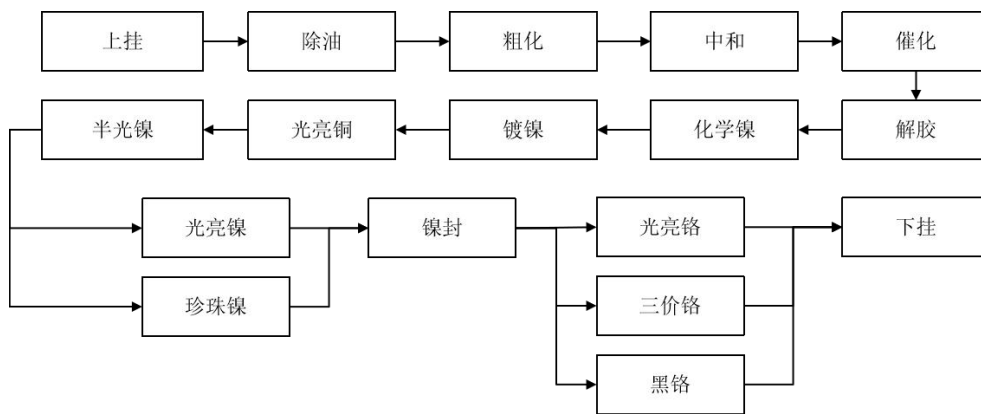 上挂
除油
粗化
中和
催化
解胶
化学镍
镀镍
光亮铜
半光镍
光亮镍
珍珠镍
镍封
光亮铬
三价铬
黑铬
下挂